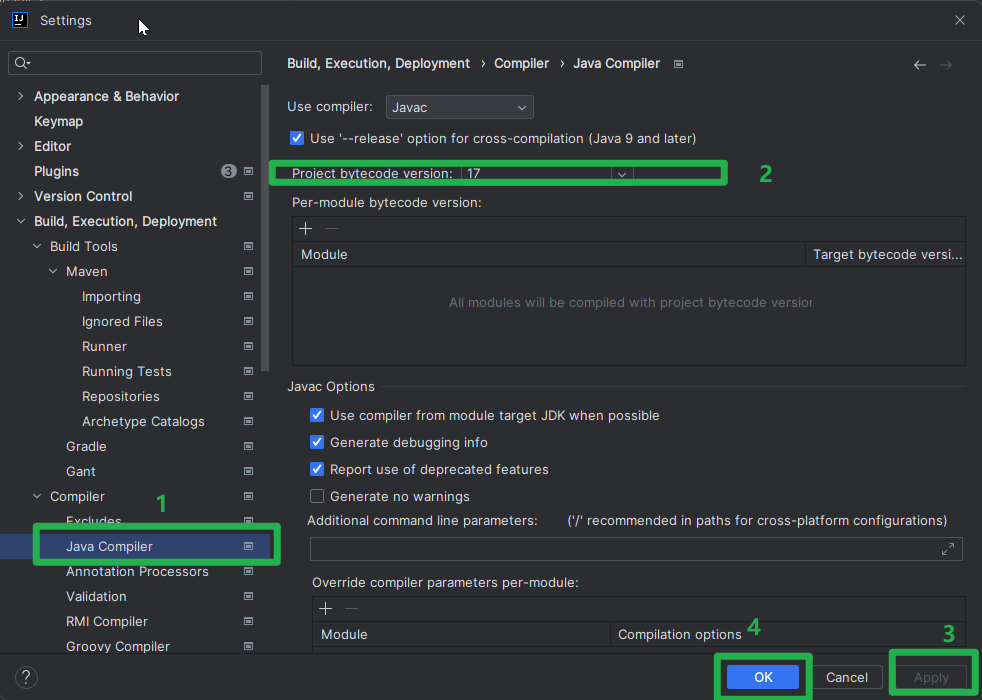 Settings
Build, Execution, Deployment › Compiler › Java Compiler
Appearance & Behavior
Keymap
Editor
Plugins 3
Version Control
Build, Execution, Deployment
Build Tools
Maven
Importing
Ignored Files
Runner
Running Tests
Repositories
Archetype Catalogs
Gradle
Gant
Compiler
1
Excludes
Java Compiler
Annotation Processors
Validation
RMI Compiler
Groovy Compiler
Use compiler: Javac
Use '--release' option for cross-compilation (Java 9 and later)
Project bytecode version: 17
2
Per-module bytecode version:
Module Target bytecode versi...
All modules will be compiled with project bytecode version
Javac Options
Use compiler from module target JDK when possible
Generate debugging info
Report use of deprecated features
Generate no warnings
Additional command line parameters: ('/' recommended in paths for cross-platform configurations)
Override compiler parameters per-module:
Module Compilation options
4 3
? OK Cancel Apply